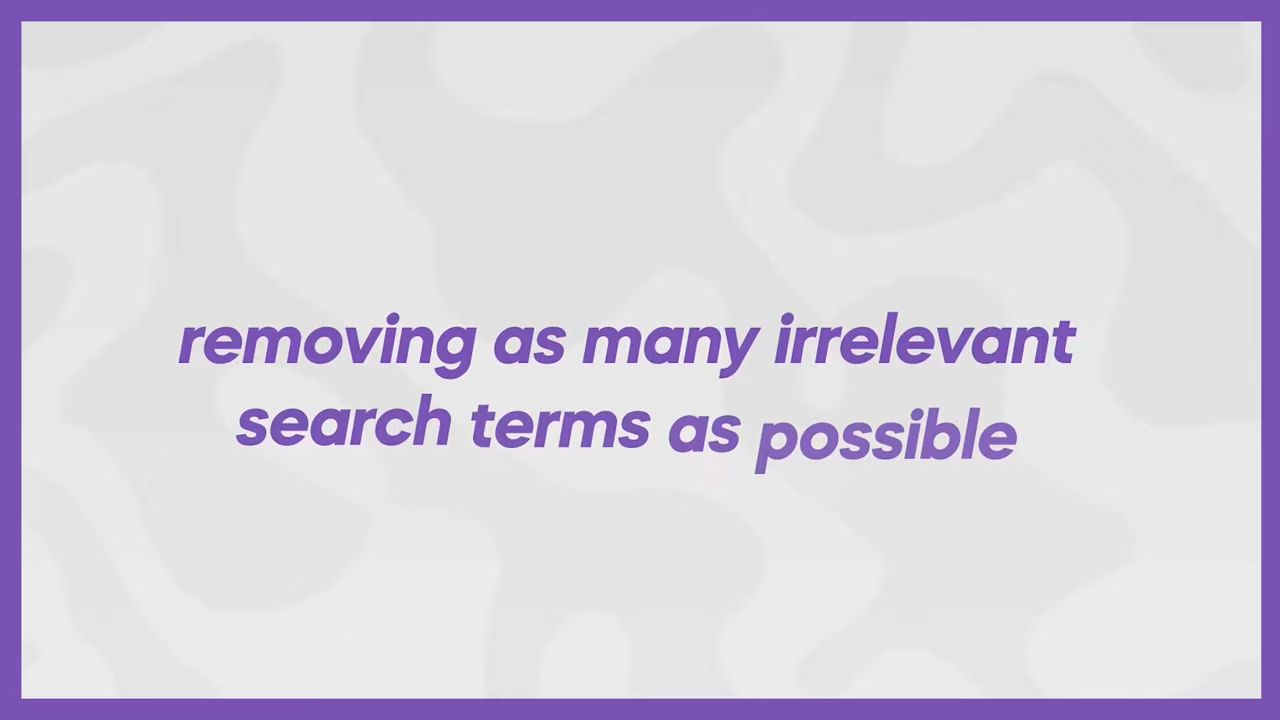 removing as many irrelevant
search terms as possible